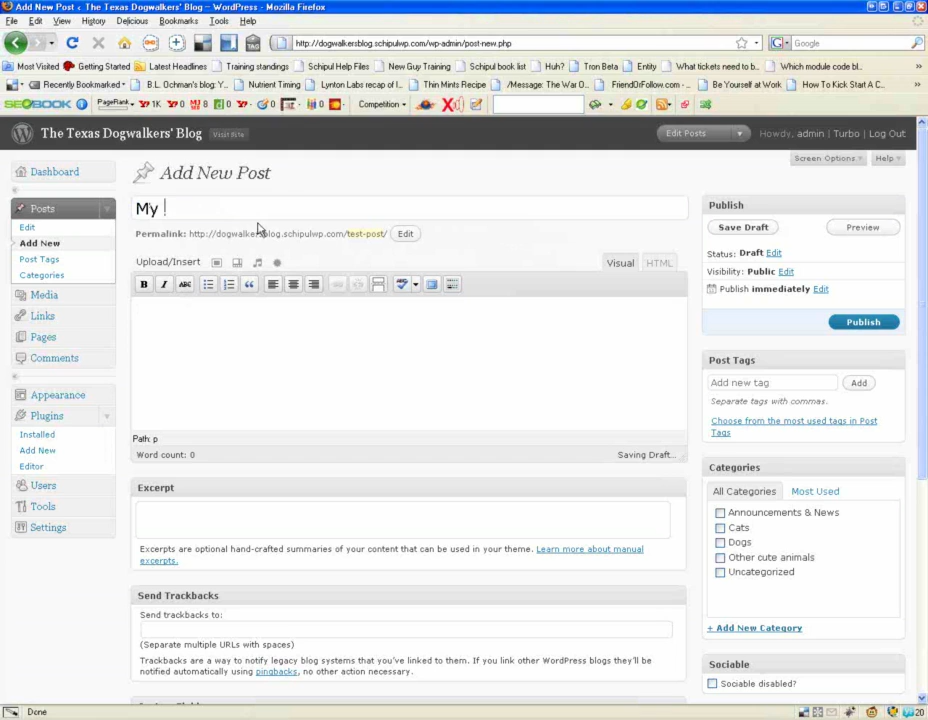 Add New Post ‹ The Texas Dogwalkers' Blog — WordPress - Mozilla Firefox
File Edit View History Delicious Bookmarks Tools Help
http://dogwalkersblog.schipulwp.com/wp-admin/post-new.php
Google
Most Visited Getting Started Latest Headlines Training standings Schipul Help Files New Guy Training Schipul book list Huh? Tron Beta Entity What tickets need to b... Which module code bl...
Recently Bookmarked B.L. Ochman's blog: Y... Nutrient Timing Lynton Labs recap of l... Thin Mints Recipe /Message: The War O... FriendOrFollow.com - ... Be Yourself at Work How To Kick Start A C...
SEOBOOK PageRank 1K 0 8 0 0 10 0 Competition
The Texas Dogwalkers' Blog Visit Site Edit Posts Howdy, admin | Turbo | Log Out
Screen Options Help
Add New Post
Dashboard
Posts
Edit
Add New
Post Tags
Categories
Media
Links
Pages
Comments
Appearance
Plugins
Installed
Add New
Editor
Users
Tools
Settings
My
Permalink: http://dogwalkersblog.schipulwp.com/test-post/ Edit
Upload/Insert Visual HTML
B I ABC
Path: p
Word count: 0 Saving Draft...
Excerpt
Excerpts are optional hand-crafted summaries of your content that can be used in your theme. Learn more about manual
excerpts.
Send Trackbacks
Send trackbacks to:
(Separate multiple URLs with spaces)
Trackbacks are a way to notify legacy blog systems that you've linked to them. If you link other WordPress blogs they'll be
notified automatically using pingbacks, no other action necessary.
Publish
Save Draft Preview
Status: Draft Edit
Visibility: Public Edit
Publish immediately Edit
Publish
Post Tags
Add new tag Add
Separate tags with commas.
Choose from the most used tags in Post
Tags
Categories
All Categories Most Used
Announcements & News
Cats
Dogs
Other cute animals
Uncategorized
+ Add New Category
Sociable
Sociable disabled?
Done
20